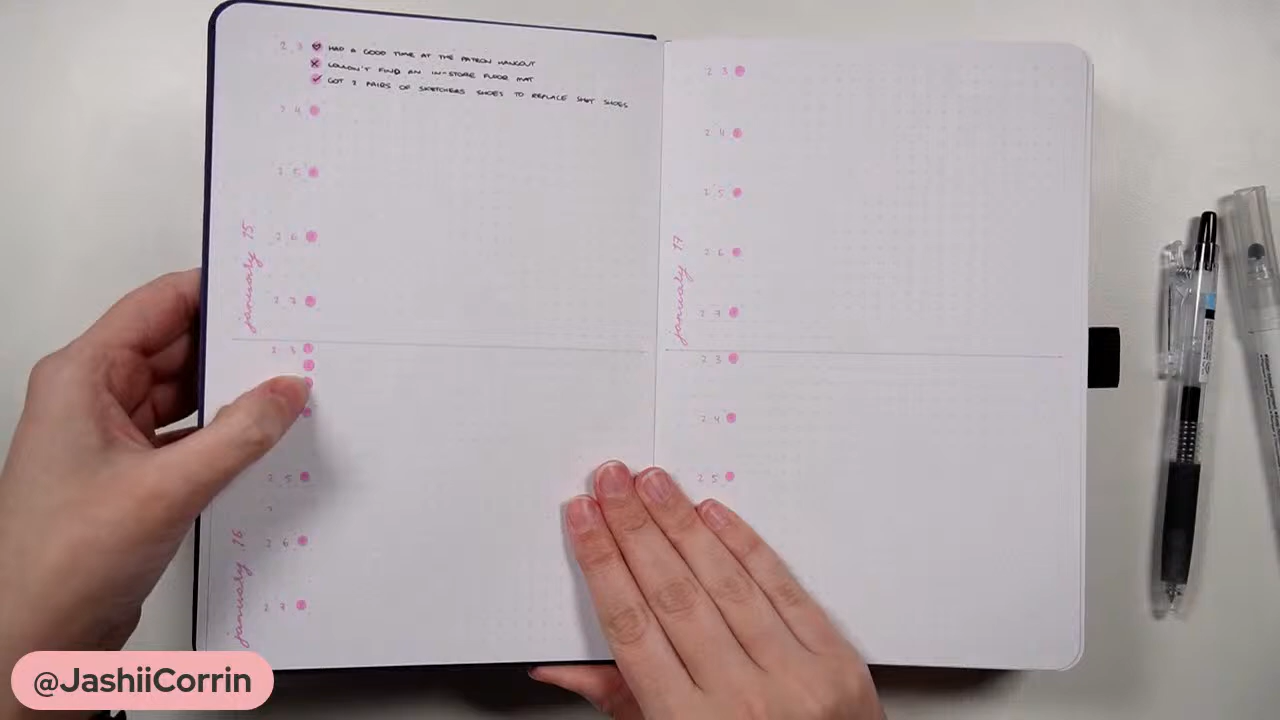 23 HAD A GOOD TIME AT THE PATREON HANGOUT
COULDN'T FIND AN IN-STORE FLOOR MAT
GOT 2 PAIRS OF SKETCHERS SHOES TO REPLACE SHIT SHOES
24
25
26
27
january 15
23
25
26
27
january 16
23
24
25
26
27
january 17
23
24
25
@JashiiCorrin